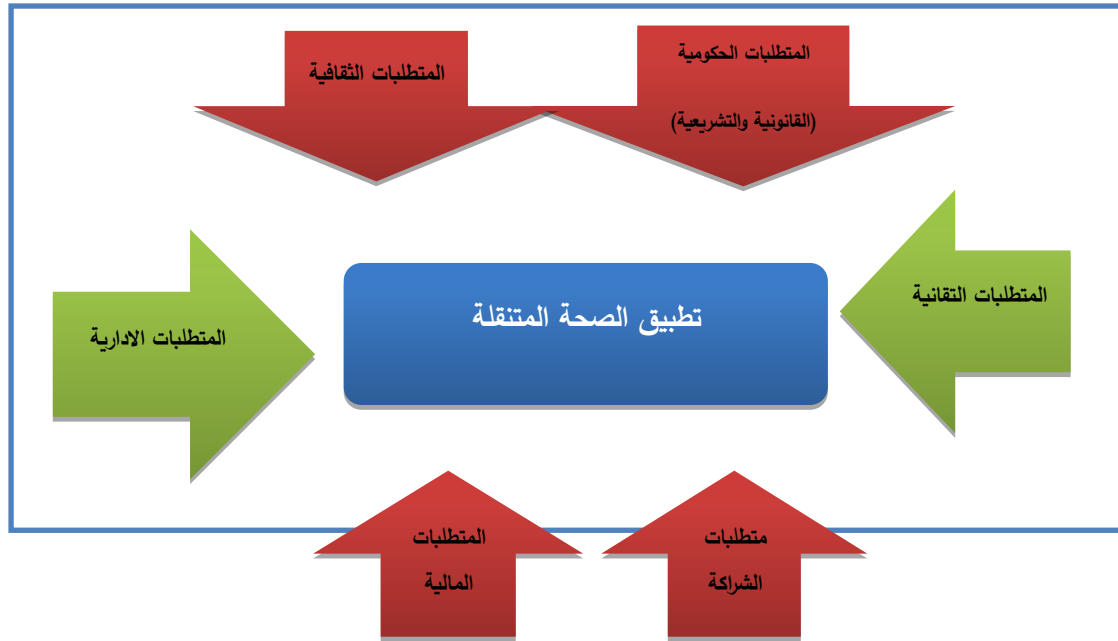 المتطلبات الحكومية
(القانونية والتشريعية)
المتطلبات الثقافية
المتطلبات التقانية
تطبيق الصحة المتنقلة
المتطلبات الادارية
متطلبات
الشراكة
المتطلبات
المالية